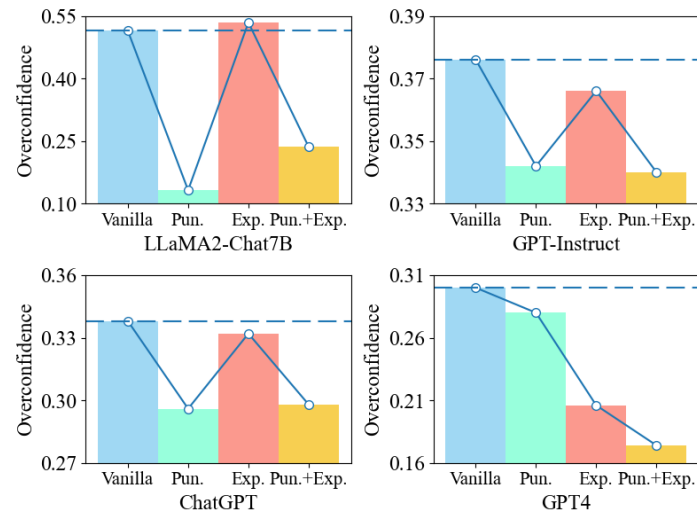 0.55
0.40
0.25
0.10
Overconfidence
Vanilla Pun. Exp. Pun.+Exp.
LLaMA2-Chat7B
0.39
0.37
0.35
0.33
Overconfidence
Vanilla Pun. Exp. Pun.+Exp.
GPT-Instruct
0.36
0.33
0.30
0.27
Overconfidence
Vanilla Pun. Exp. Pun.+Exp.
ChatGPT
0.31
0.26
0.21
0.16
Overconfidence
Vanilla Pun. Exp. Pun.+Exp.
GPT4